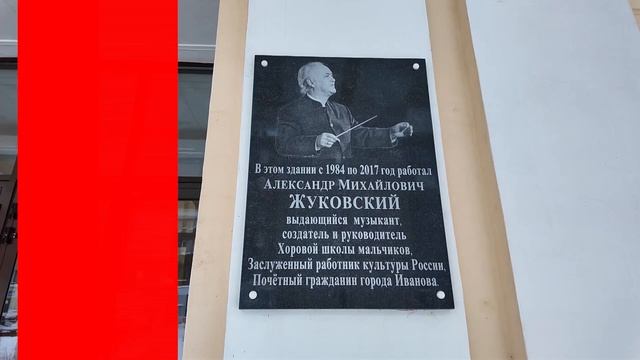 В этом здании с 1984 по 2017 год работал
Александр Михайлович
ЖУКОВСКИЙ
выдающийся музыкант,
создатель и руководитель
Хоровой школы мальчиков,
Заслуженный работник культуры России,
Почётный гражданин города Иванова.